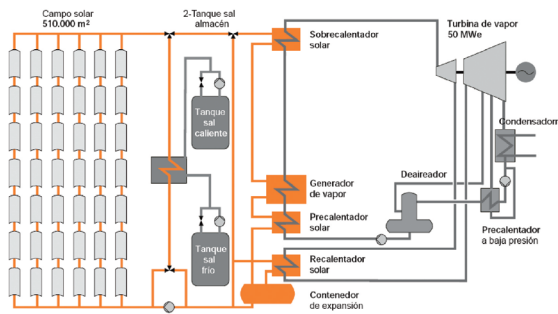 Campo solar
510.000 m²
2-Tanque sal
almacén
Sobrecalentador
solar
Turbina de vapor
50 MWe
Tanque
sal
caliente
Condensador
Generador
de vapor
Deaireador
Precalentador
solar
Precalentador
a baja presión
Tanque
sal
frío
Recalentador
solar
Contenedor
de expansión